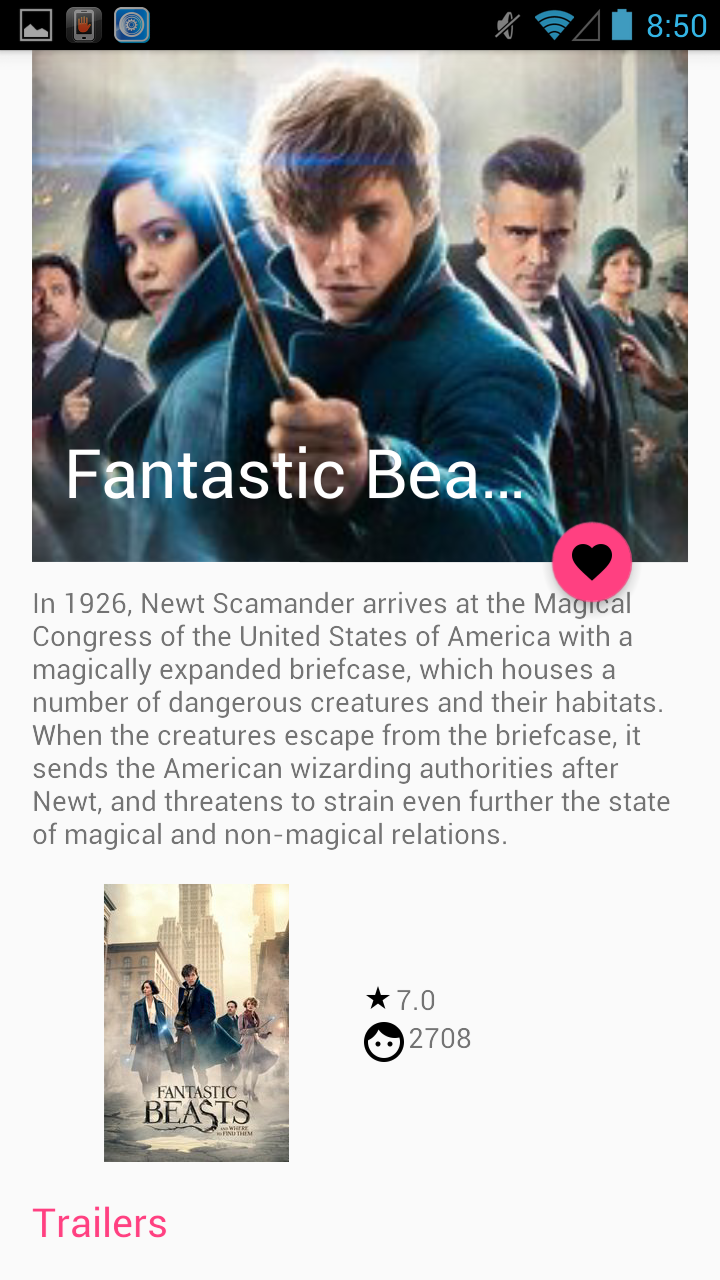 8:50
Fantastic Bea...
In 1926, Newt Scamander arrives at the Magical
Congress of the United States of America with a
magically expanded briefcase, which houses a
number of dangerous creatures and their habitats.
When the creatures escape from the briefcase, it
sends the American wizarding authorities after
Newt, and threatens to strain even further the state
of magical and non-magical relations.
7.0
2708
FANTASTIC
BEASTS
AND WHERE
TO FIND THEM
Trailers